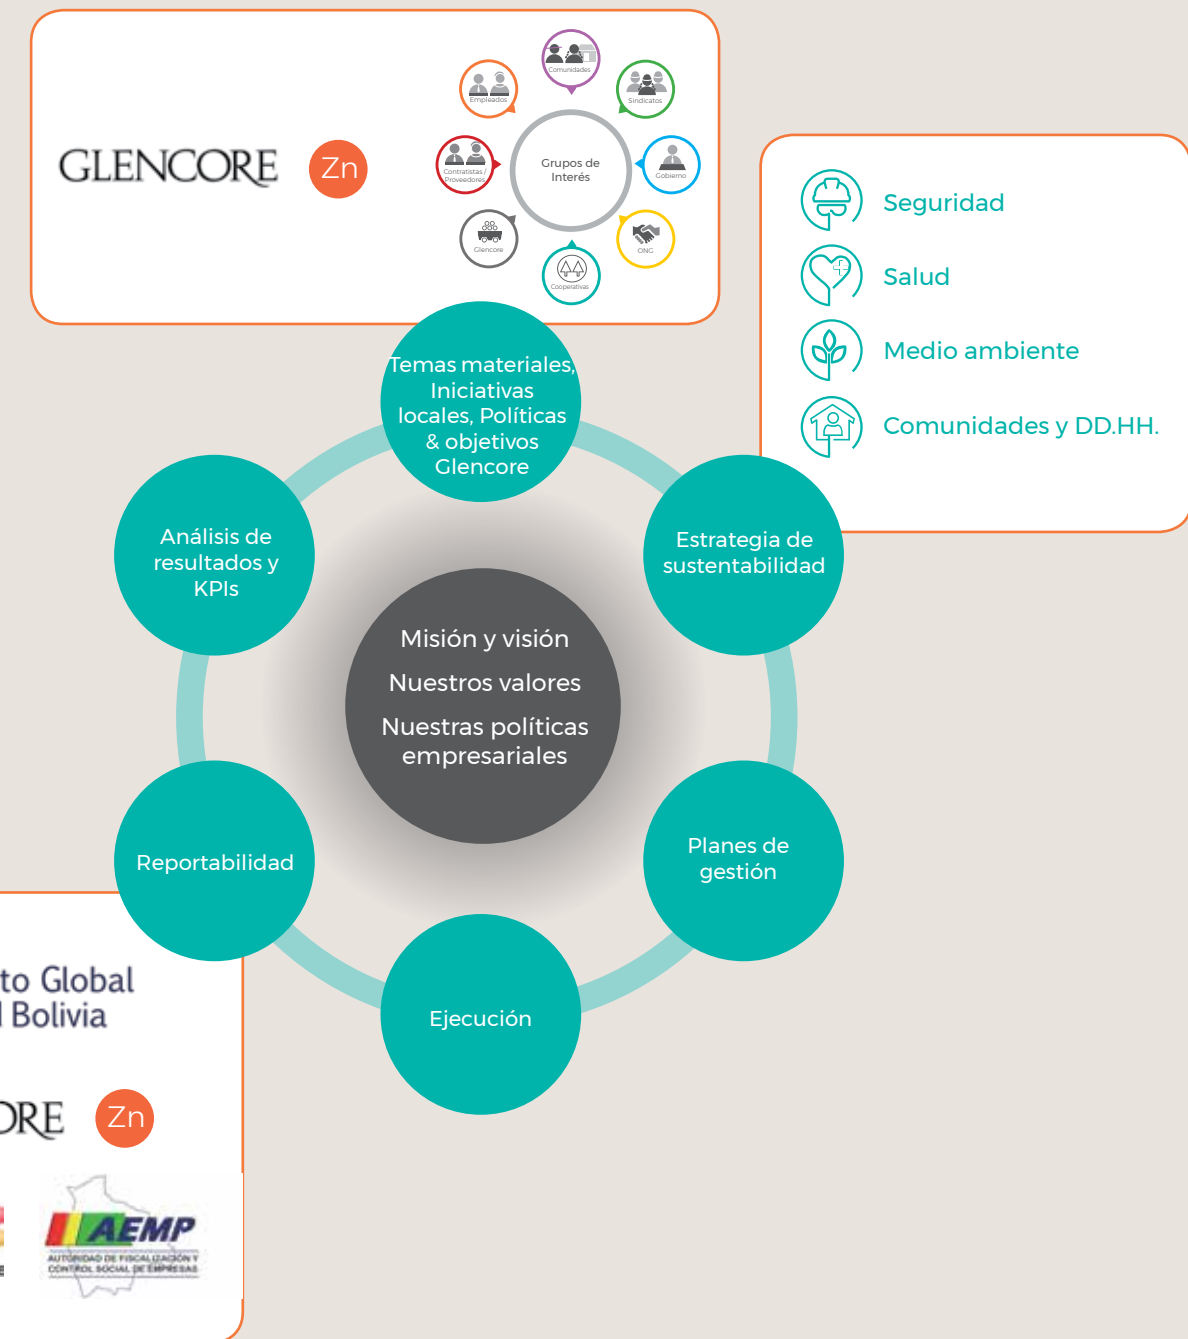 GLENCORE
Zn
Comunidades
Empleados
Sindicatos
Contratistas /
Proveedores
Grupos de
Interés
Gobierno
Glencore
ONG
Cooperativas
Seguridad
Salud
Medio ambiente
Comunidades y DD.HH.
Temas materiales,
Iniciativas
locales, Políticas
& objetivos
Glencore
Estrategia de
sustentabilidad
Planes de
gestión
Ejecución
Reportabilidad
Análisis de
resultados y
KPIs
Misión y visión
Nuestros valores
Nuestras políticas
empresariales
to Global
Bolivia
ORE
Zn
AEMP
AUTORIDAD DE FISCALIZACIÓN Y
CONTROL SOCIAL DE EMPRESAS